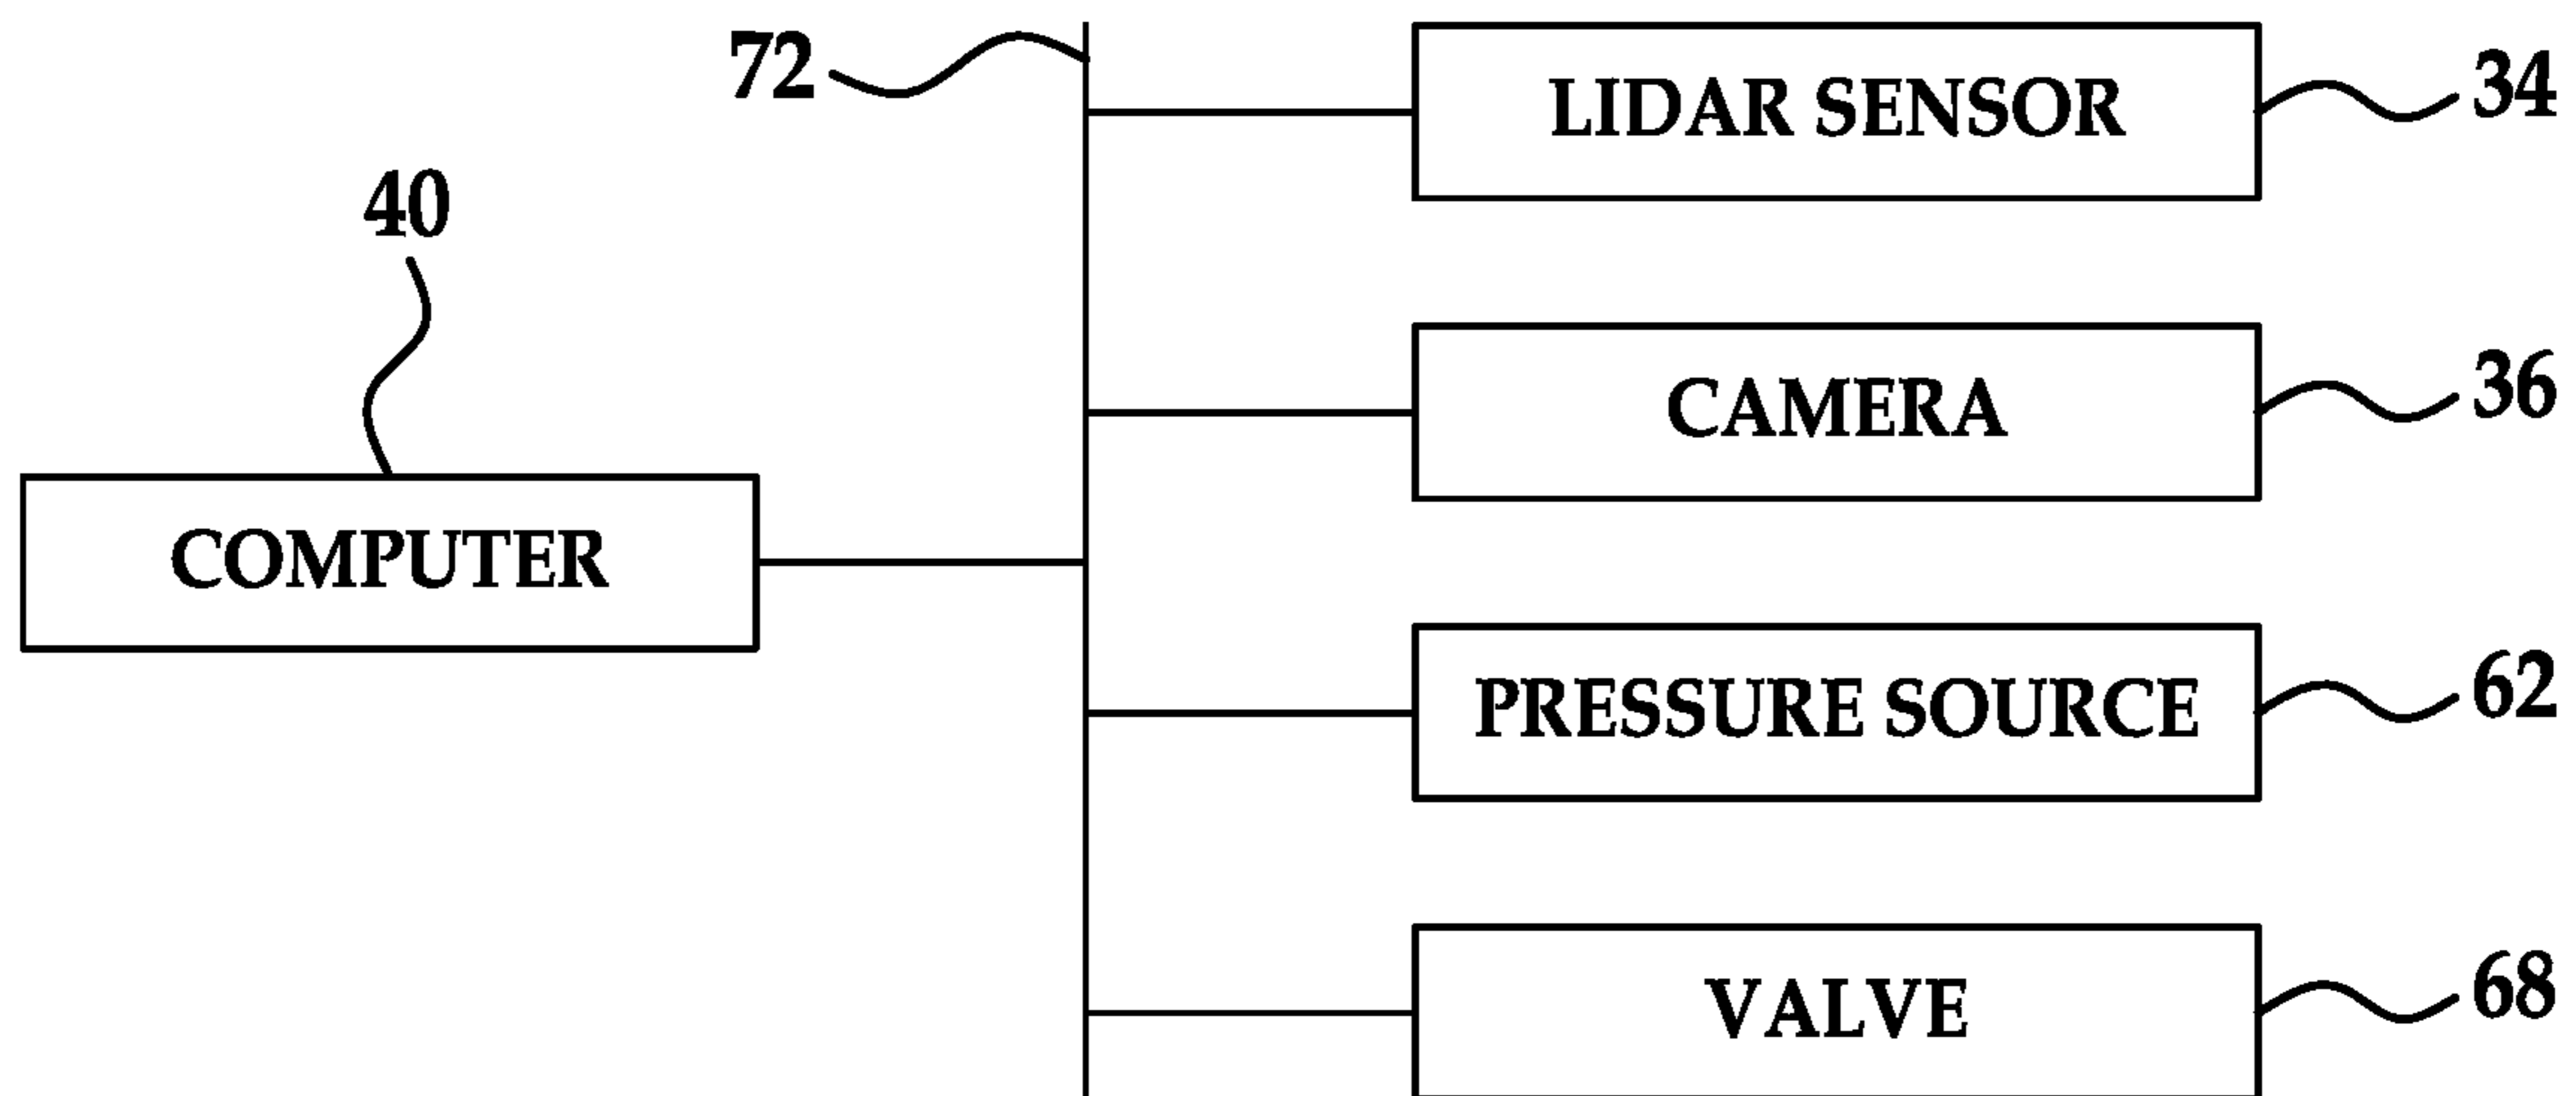 72
LIDAR SENSOR
34
40
CAMERA
36
COMPUTER
PRESSURE SOURCE
62
VALVE
68